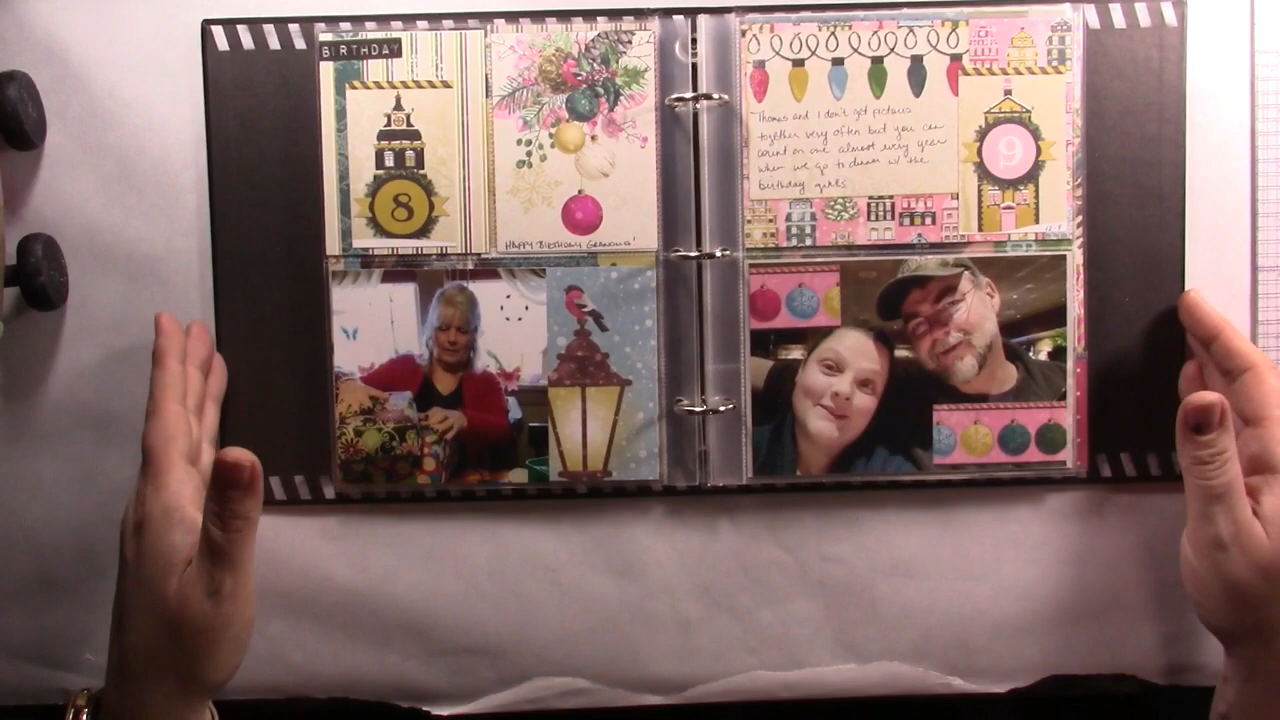 BIRTHDAY
8
HAPPY BIRTHDAY GRANDMA!
Thomas and I don't get pictures
together very often but you can
count on one almost every year
when we go to dinner w/ the
birthday girls
9